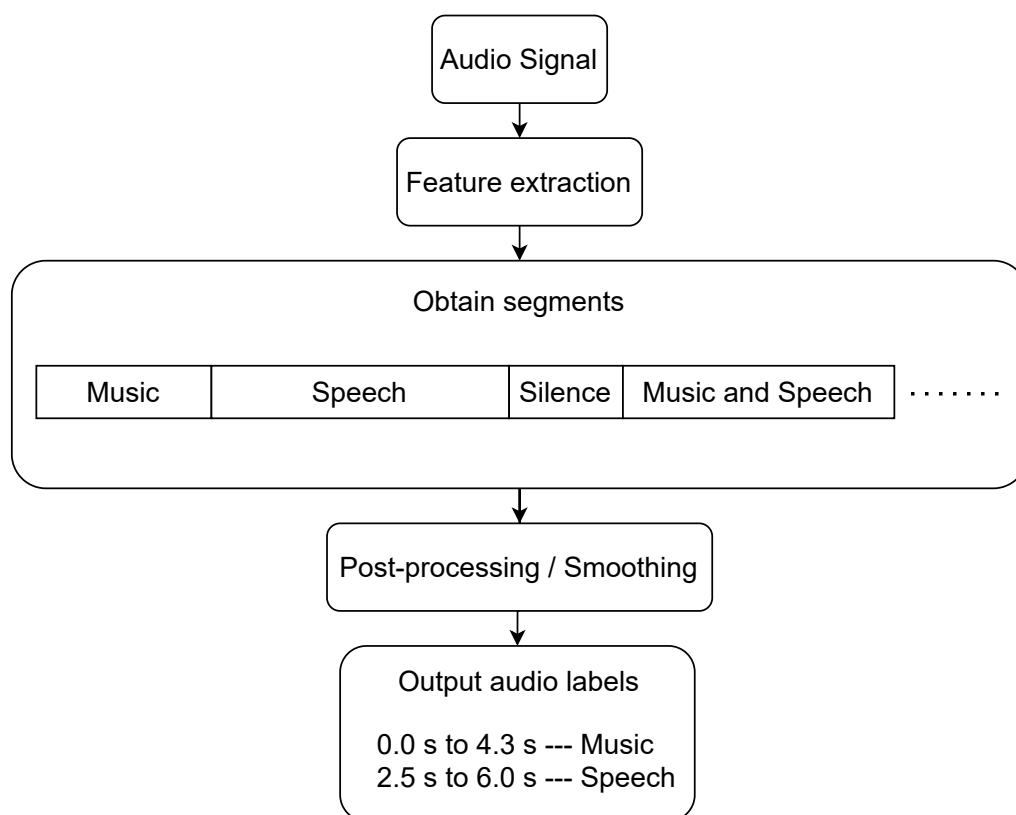 Audio Signal
Feature extraction
Obtain segments
Music Speech Silence Music and Speech .......
Post-processing / Smoothing
Output audio labels
0.0 s to 4.3 s --- Music
2.5 s to 6.0 s --- Speech